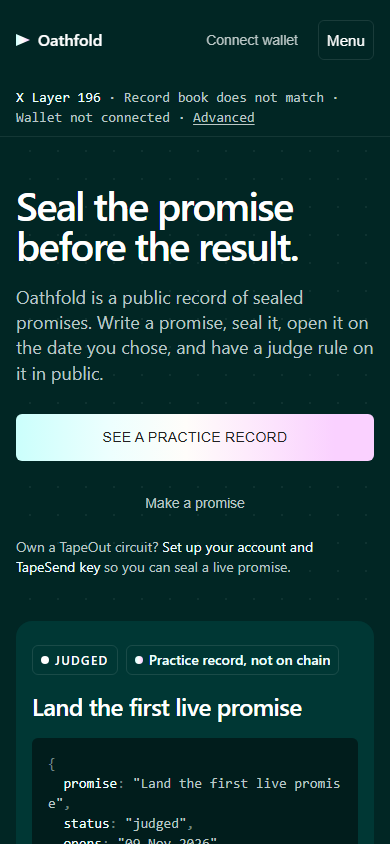 Oathfold
Connect wallet
Menu
X Layer 196 · Record book does not match ·
Wallet not connected · Advanced
Seal the promise
before the result.
Oathfold is a public record of sealed
promises. Write a promise, seal it, open it on
the date you chose, and have a judge rule on
it in public.
SEE A PRACTICE RECORD
Make a promise
Own a TapeOut circuit? Set up your account and
TapeSend key so you can seal a live promise.
JUDGED
Practice record, not on chain
Land the first live promise
{
promise: "Land the first live promis
e",
status: "judged",
opens: "09 Nov 2026"